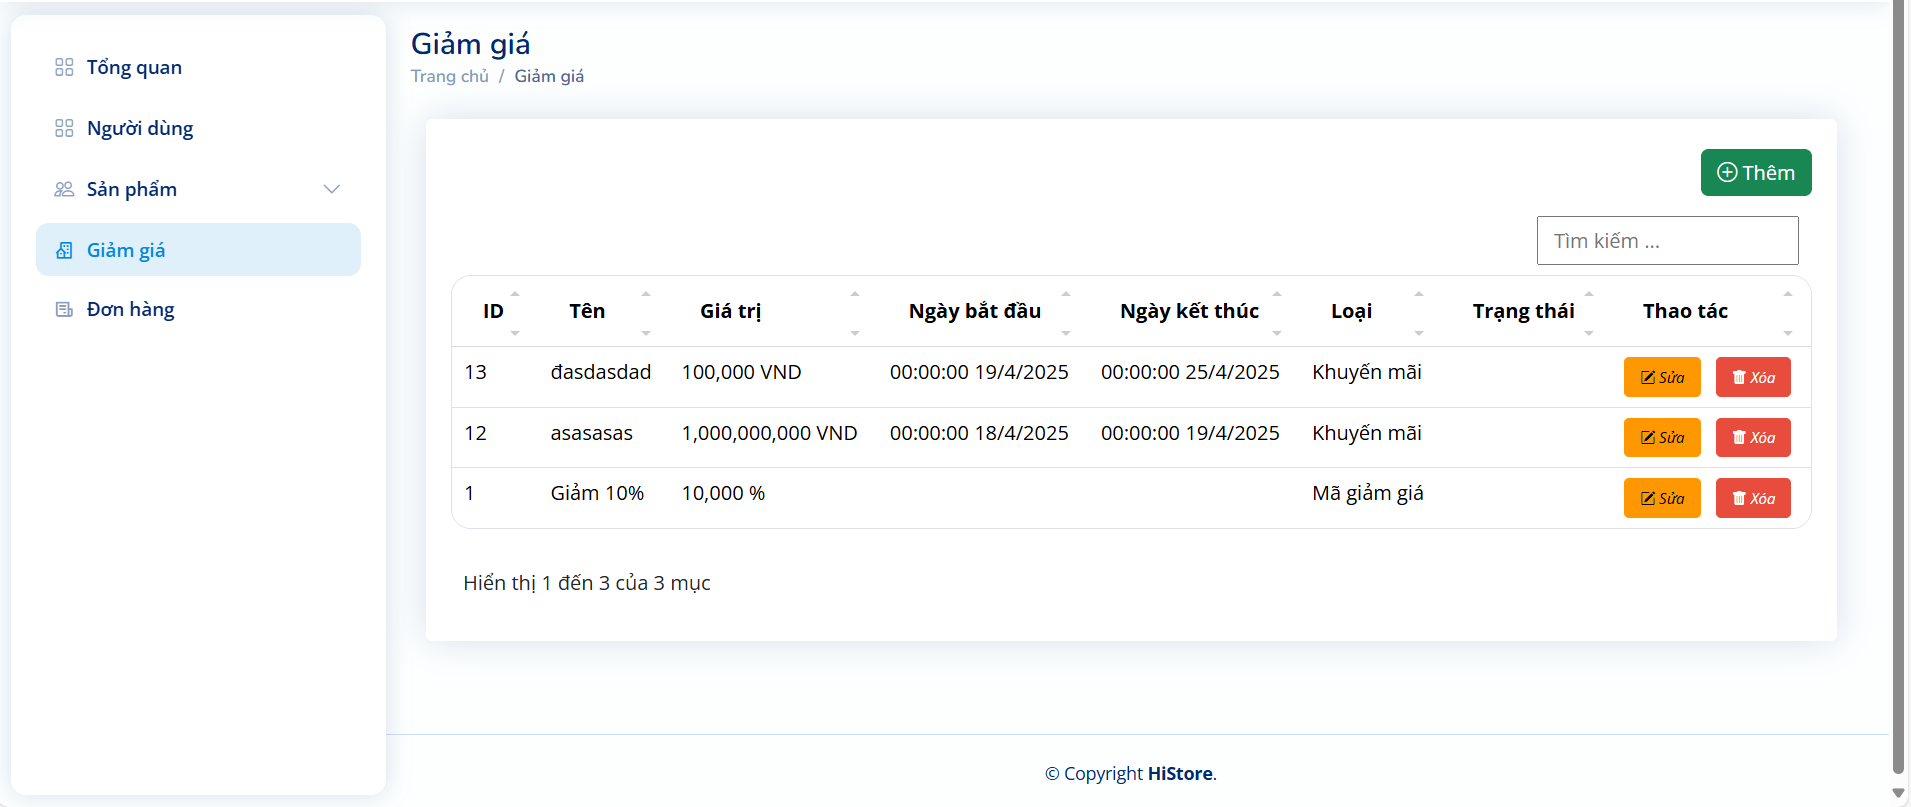 Tổng quan
Người dùng
Sản phẩm
Giảm giá
Đơn hàng
Giảm giá
Trang chủ / Giảm giá
Thêm
Tìm kiếm ...
ID Tên Giá trị Ngày bắt đầu Ngày kết thúc Loại Trạng thái Thao tác
13 đasdasdad 100,000 VND 00:00:00 19/4/2025 00:00:00 25/4/2025 Khuyến mãi Sửa Xóa
12 asasasas 1,000,000,000 VND 00:00:00 18/4/2025 00:00:00 19/4/2025 Khuyến mãi Sửa Xóa
1 Giảm 10% 10,000 % Mã giảm giá Sửa Xóa
Hiển thị 1 đến 3 của 3 mục
© Copyright HiStore.